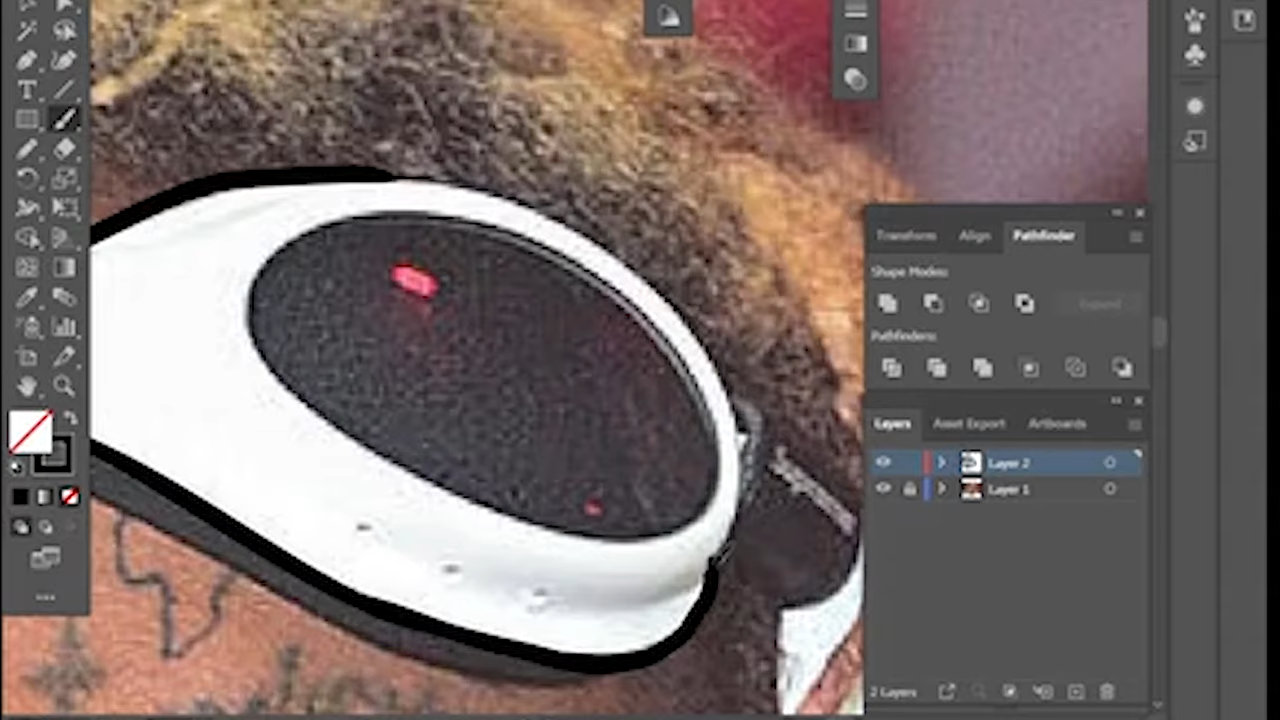 Transform Align Pathfinder
Shape Modes:
Expand
Pathfinders:
Layers Asset Export Artboards
Layer 2
Layer 1
2 Layers